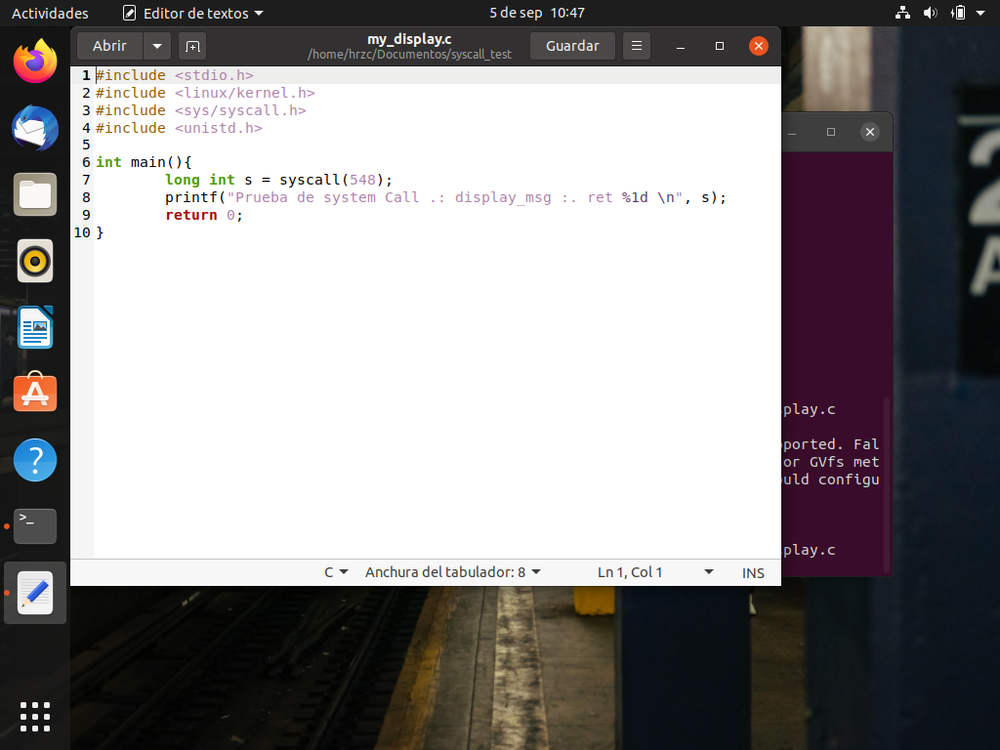 Actividades
Editor de textos
5 de sep 10:47
Abrir
my_display.c
/home/hrzc/Documentos/syscall_test
Guardar
1 #include <stdio.h>
2 #include <linux/kernel.h>
3 #include <sys/syscall.h>
4 #include <unistd.h>
5
6 int main(){
7 long int s = syscall(548);
8 printf("Prueba de system Call .: display_msg :. ret %1d \n", s);
9 return 0;
10 }
play.c
ported. Fal
or GVfs met
uld configu
play.c
C
Anchura del tabulador: 8
Ln 1, Col 1
INS
2
A